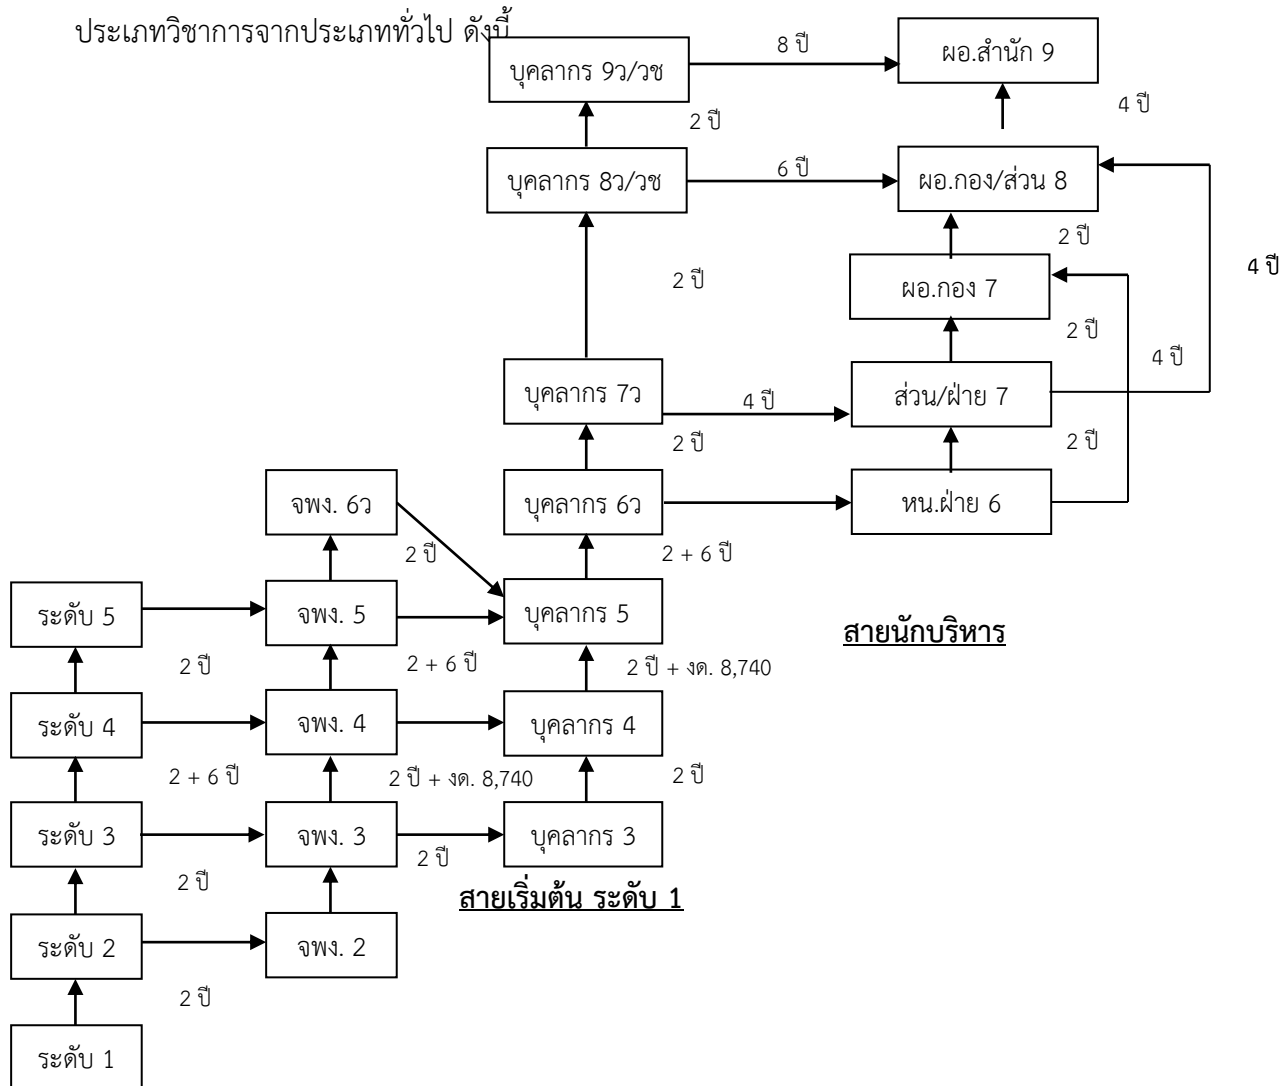 ประเภทวิชาการจากประเภททั่วไป ดังนี้
บุคลากร 9ว/วช
8 ปี
ผอ.สำนัก 9
2 ปี
4 ปี
บุคลากร 8ว/วช
6 ปี
ผอ.กอง/ส่วน 8
2 ปี
4 ปี
2 ปี
ผอ.กอง 7
2 ปี
4 ปี
บุคลากร 7ว
4 ปี
ส่วน/ฝ่าย 7
2 ปี
2 ปี
จพง. 6ว
บุคลากร 6ว
หน.ฝ่าย 6
2 ปี
2 + 6 ปี
ระดับ 5
จพง. 5
บุคลากร 5
สายนักบริหาร
2 ปี
2 + 6 ปี
2 ปี + งด. 8,740
ระดับ 4
จพง. 4
บุคลากร 4
2 + 6 ปี
2 ปี + งด. 8,740
2 ปี
ระดับ 3
จพง. 3
บุคลากร 3
2 ปี
2 ปี
สายเริ่มต้น ระดับ 1
ระดับ 2
จพง. 2
2 ปี
ระดับ 1